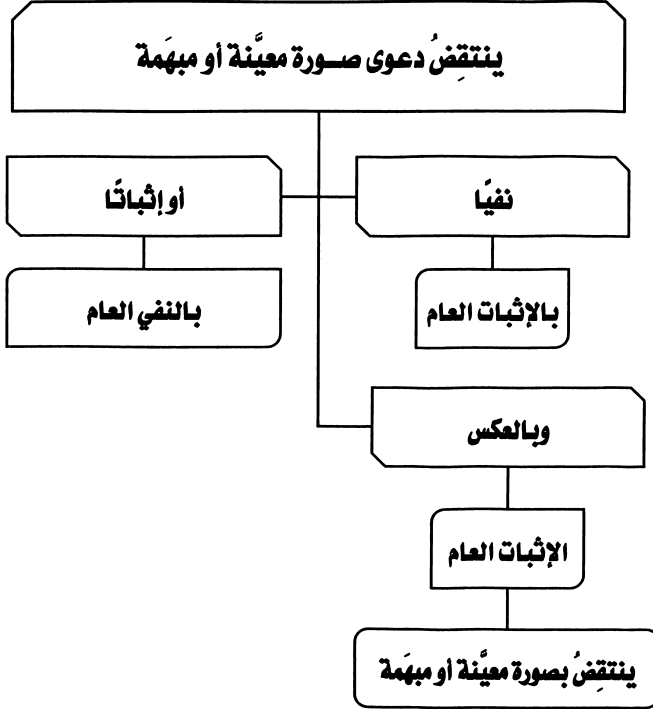 ينتقِضُ دعوى صورة معيَّنة أو مبهَمة
نفيًا
أو إثباتًا
بالإثبات العام
بالنفي العام
وبالعكس
الإثبات العام
ينتقِضُ بصورة معيَّنة أو مبهَمة